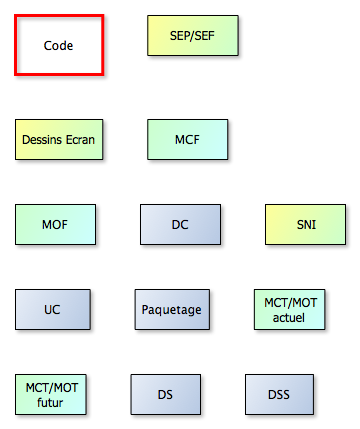 Code
SEP/SEF
Dessins Ecran
MCF
MOF
DC
SNI
UC
Paquetage
MCT/MOT
actuel
MCT/MOT
futur
DS
DSS